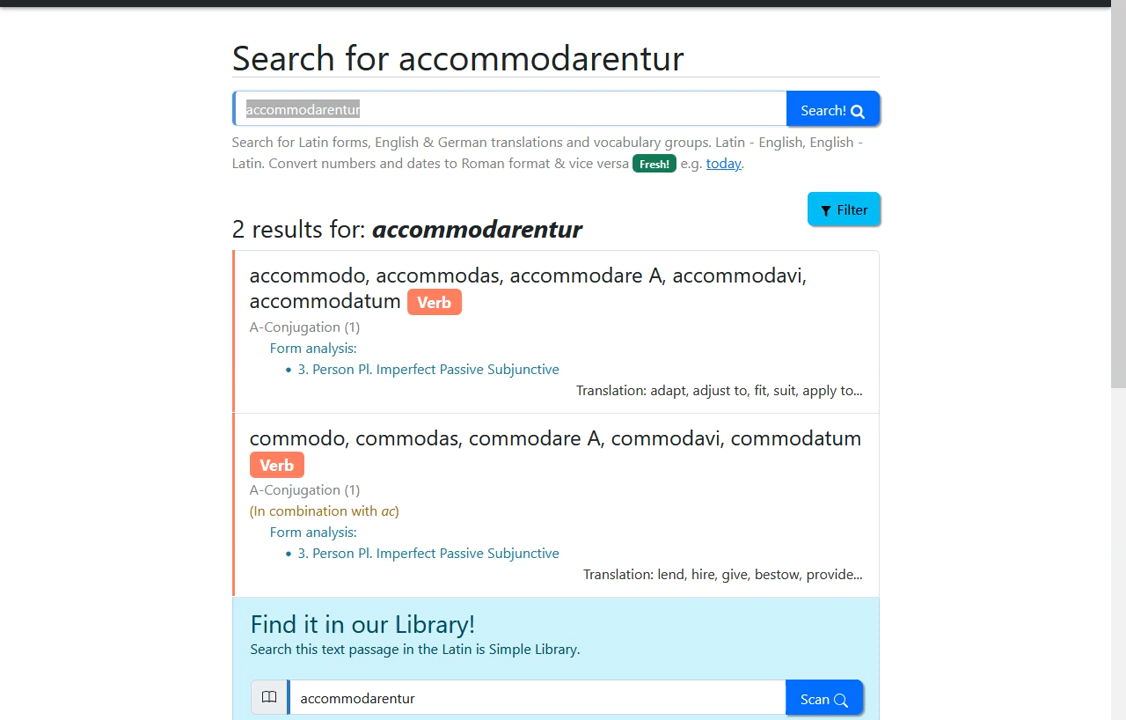 Search for accommodarentur
accommodarentur
Search!
Search for Latin forms, English & German translations and vocabulary groups. Latin - English, English -
Latin. Convert numbers and dates to Roman format & vice versa Fresh! e.g. today.
Filter
2 results for: accommodarentur
accommodo, accommodas, accommodare A, accommodavi,
accommodatum Verb
A-Conjugation (1)
Form analysis:
• 3. Person Pl. Imperfect Passive Subjunctive
Translation: adapt, adjust to, fit, suit, apply to...
commodo, commodas, commodare A, commodavi, commodatum
Verb
A-Conjugation (1)
(In combination with ac)
Form analysis:
• 3. Person Pl. Imperfect Passive Subjunctive
Translation: lend, hire, give, bestow, provide...
Find it in our Library!
Search this text passage in the Latin is Simple Library.
accommodarentur
Scan